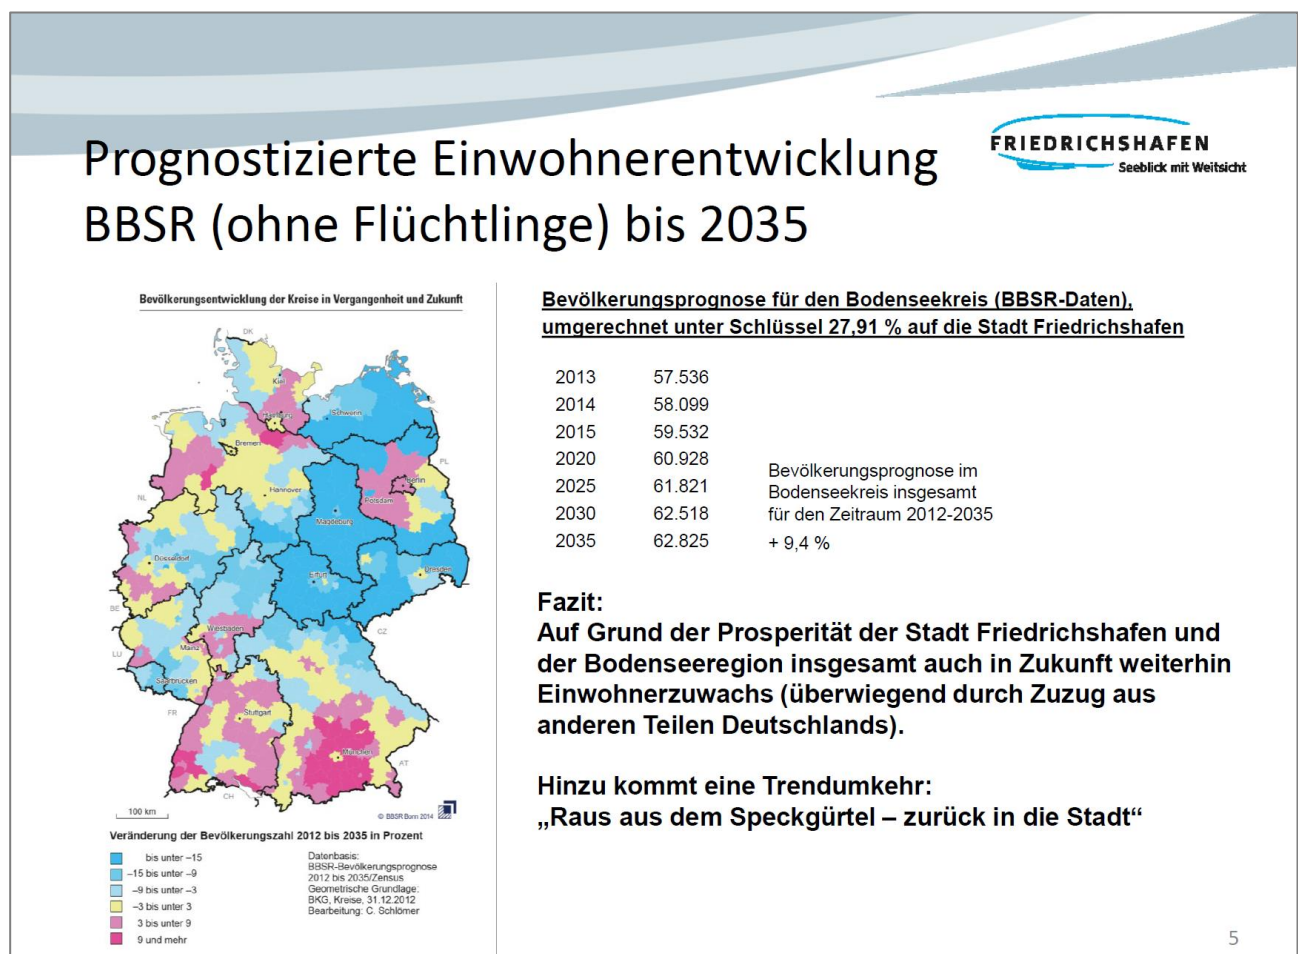 FRIEDRICHSHAFEN
Seeblick mit Weitsicht
Prognostizierte Einwohnerentwicklung
BBSR (ohne Flüchtlinge) bis 2035
Bevölkerungsentwicklung der Kreise in Vergangenheit und Zukunft
DK
Kiel
Hamburg
Schwerin
Bremen
PL
Berlin
NL
Hannover
Potsdam
Magdeburg
Düsseldorf
Erfurt
Dresden
BE
Wiesbaden
CZ
Mainz
LU
Saarbrücken
FR
Stuttgart
München
AT
CH
100 km
© BBSR Bonn 2014
Veränderung der Bevölkerungszahl 2012 bis 2035 in Prozent
bis unter –15
–15 bis unter –9
–9 bis unter –3
–3 bis unter 3
3 bis unter 9
9 und mehr
Datenbasis:
BBSR-Bevölkerungsprognose
2012 bis 2035/Zensus
Geometrische Grundlage:
BKG, Kreise, 31.12.2012
Bearbeitung: C. Schlömer
Bevölkerungsprognose für den Bodenseekreis (BBSR-Daten),
umgerechnet unter Schlüssel 27,91 % auf die Stadt Friedrichshafen
2013 57.536
2014 58.099
2015 59.532
2020 60.928
2025 61.821
2030 62.518
2035 62.825
Bevölkerungsprognose im
Bodenseekreis insgesamt
für den Zeitraum 2012-2035
+ 9,4 %
Fazit:
Auf Grund der Prosperität der Stadt Friedrichshafen und
der Bodenseeregion insgesamt auch in Zukunft weiterhin
Einwohnerzuwachs (überwiegend durch Zuzug aus
anderen Teilen Deutschlands).
Hinzu kommt eine Trendumkehr:
„Raus aus dem Speckgürtel – zurück in die Stadt“
5